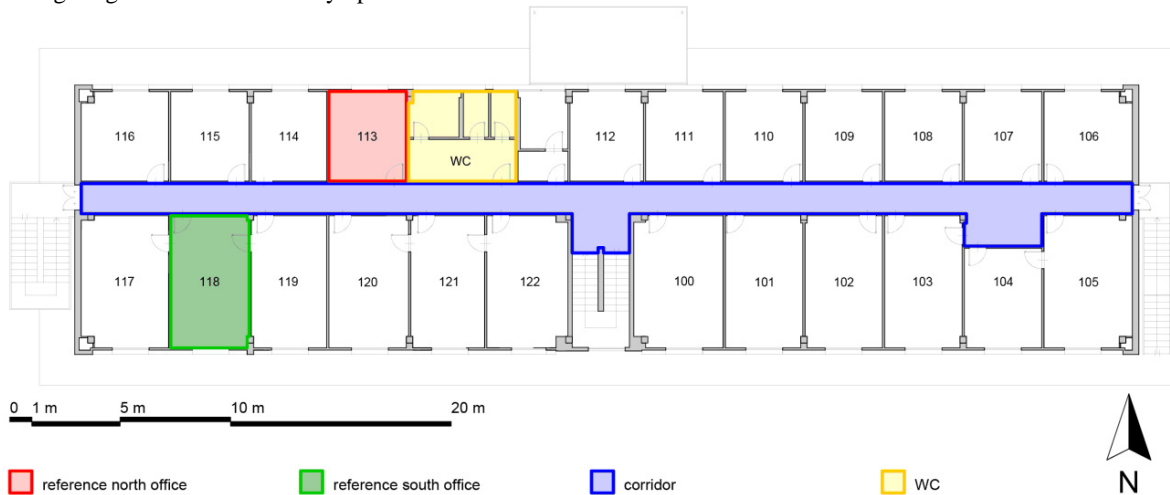 116 115 114 113 WC 112 111 110 109 108 107 106
117 118 119 120 121 122 100 101 102 103 104 105
0 1 m 5 m 10 m 20 m
N
reference north office reference south office corridor WC